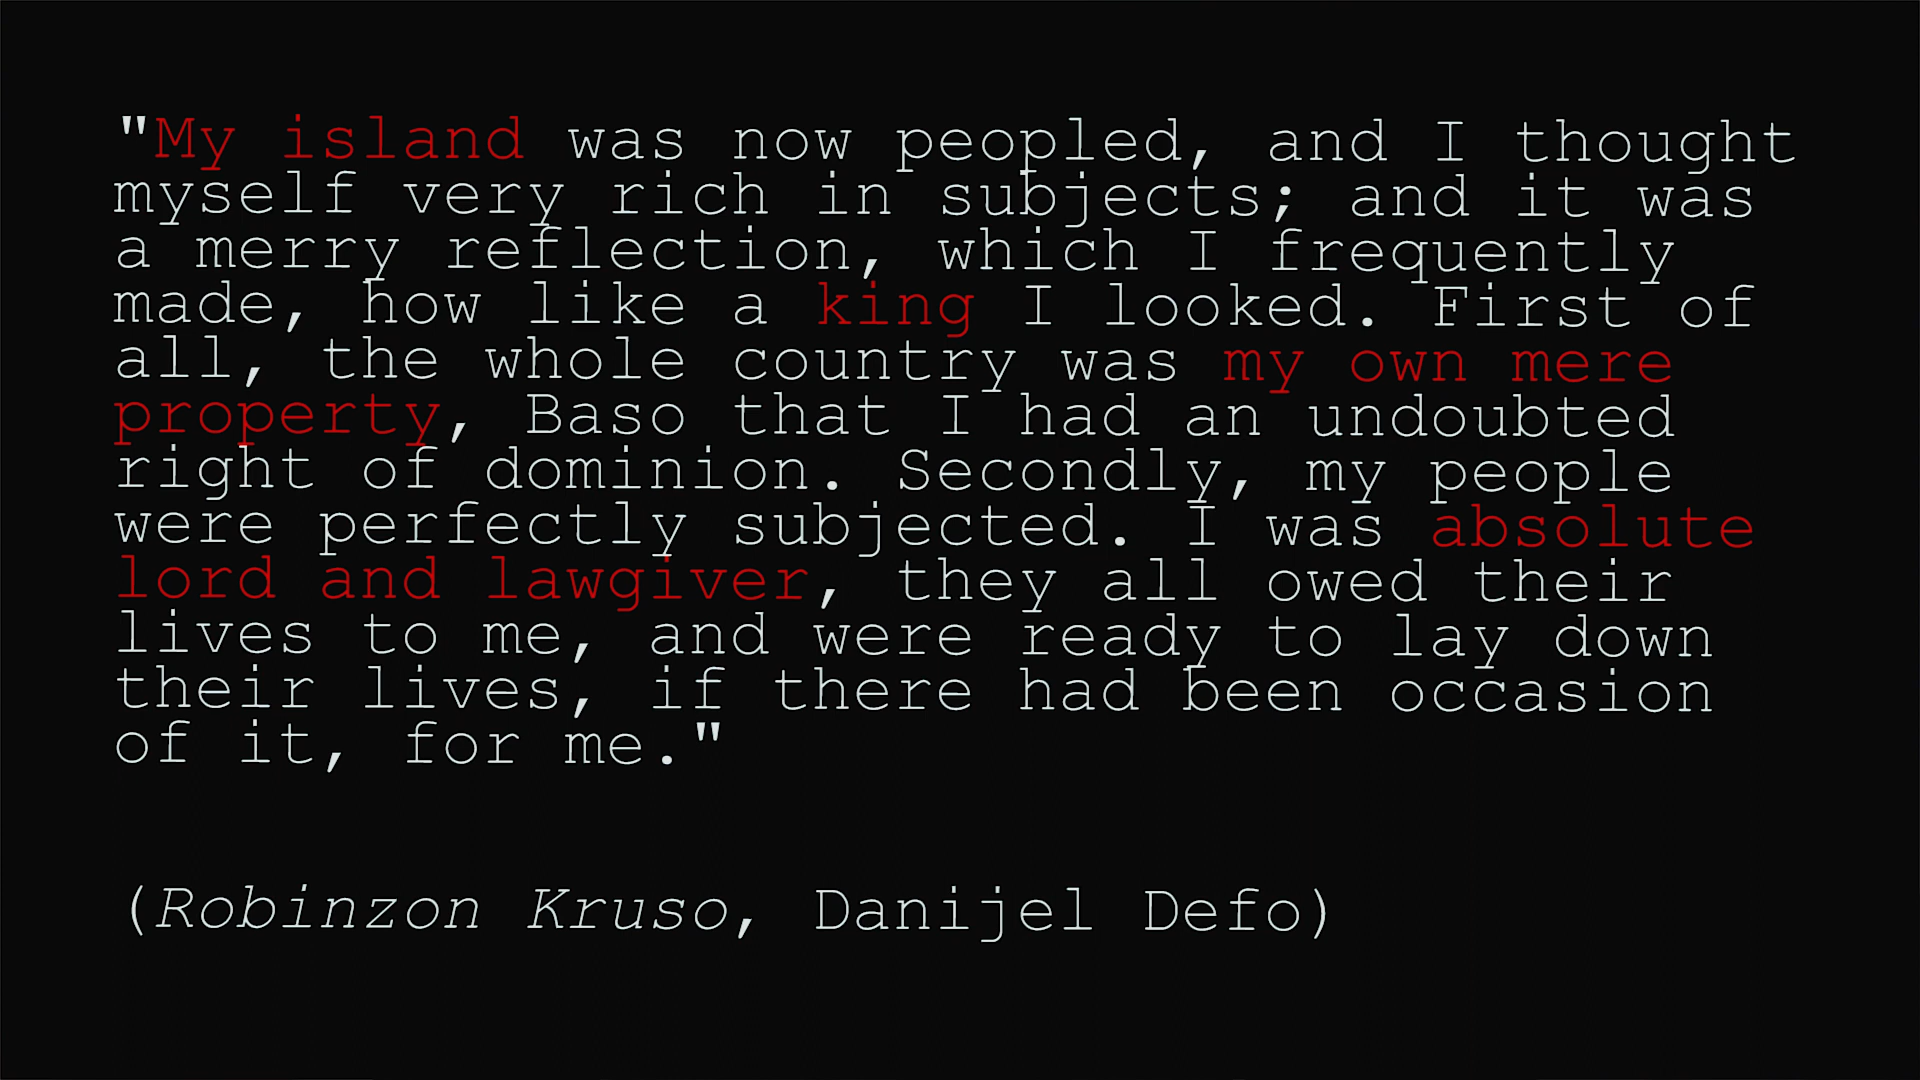 "My island was now peopled, and I thought
myself very rich in subjects; and it was
a merry reflection, which I frequently
made, how like a king I looked. First of
all, the whole country was my own mere
property, Baso that I had an undoubted
right of dominion. Secondly, my people
were perfectly subjected. I was absolute
lord and lawgiver, they all owed their
lives to me, and were ready to lay down
their lives, if there had been occasion
of it, for me."
(Robinzon Kruso, Danijel Defo)